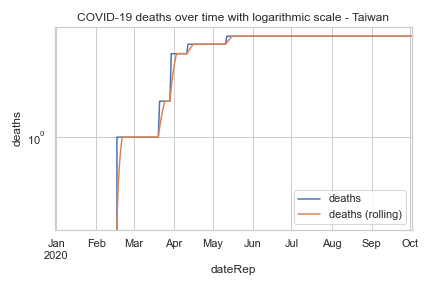 COVID-19 deaths over time with logarithmic scale - Taiwan
deaths
10⁰
deaths
deaths (rolling)
Jan Feb Mar Apr May Jun Jul Aug Sep Oct
2020
dateRep